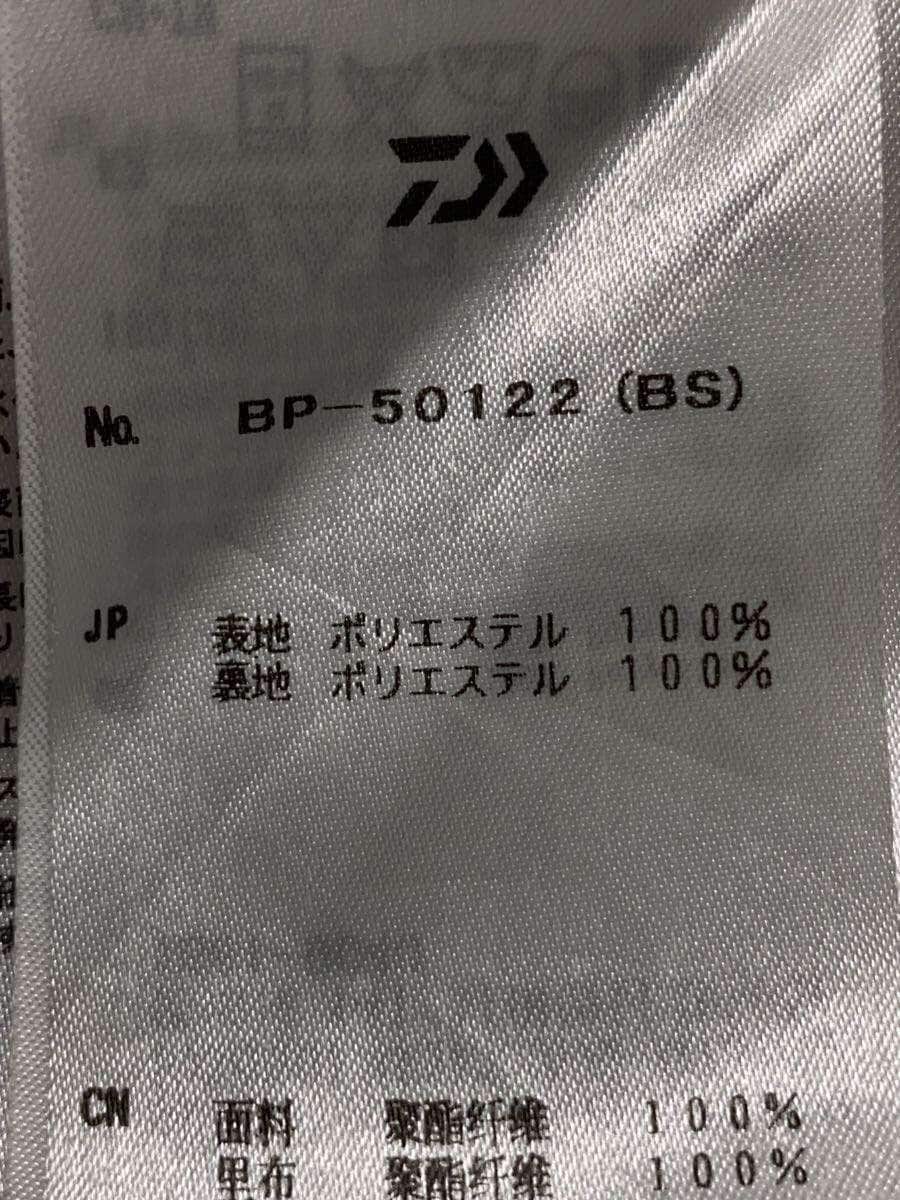 No. BP-50122 (BS)
JP 表地 ポリエステル 100%
裏地 ポリエステル 100%
CN 面料 聚酯纤维 100%
里布 聚酯纤维 100%